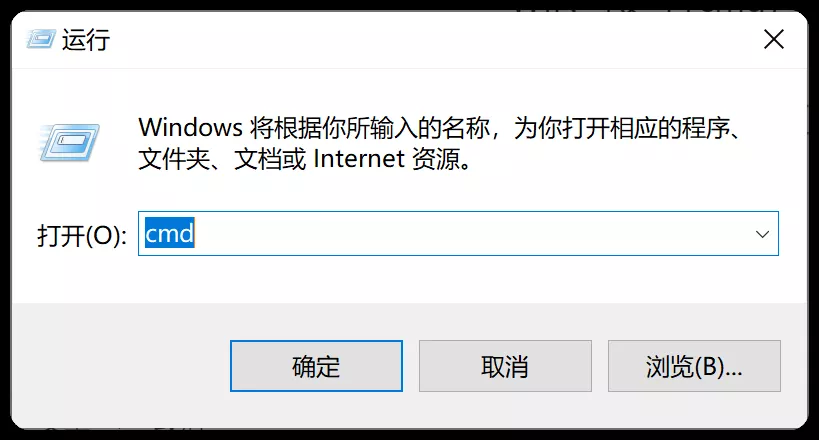 运行
Windows 将根据你所输入的名称，为你打开相应的程序、
文件夹、文档或 Internet 资源。
打开(O): cmd
确定 取消 浏览(B)...